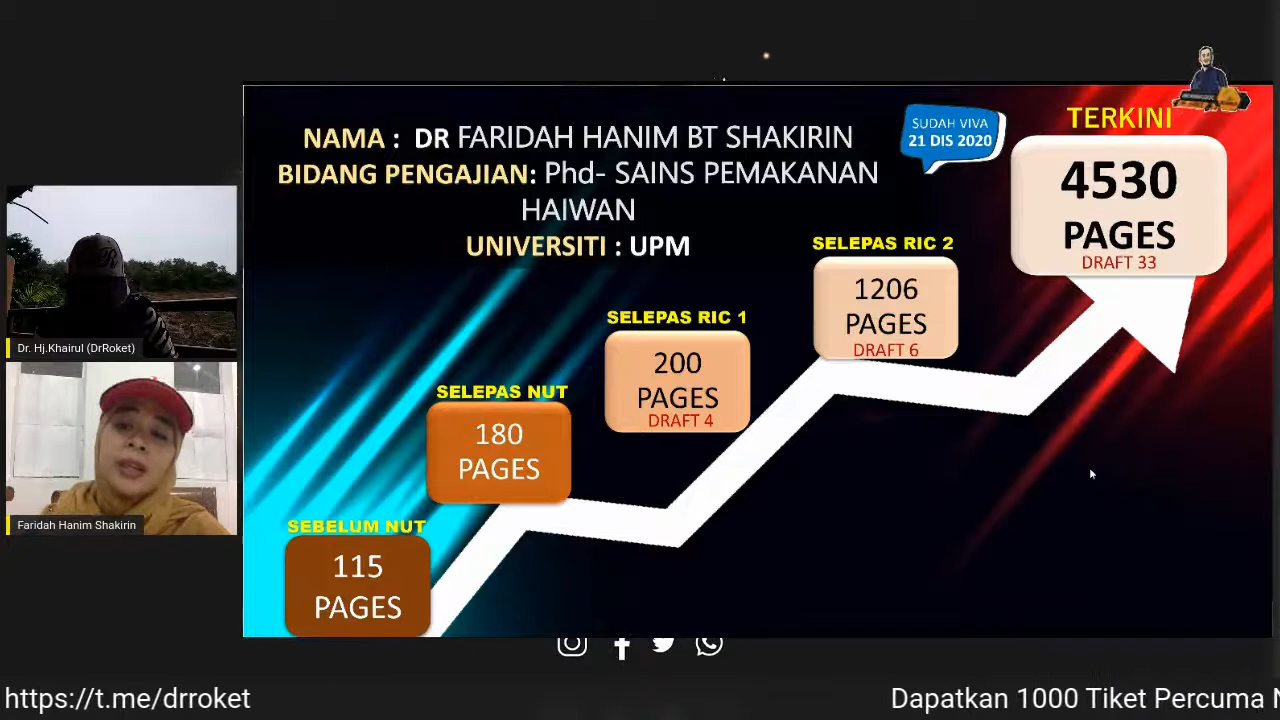 NAMA : DR FARIDAH HANIM BT SHAKIRIN
BIDANG PENGAJIAN: Phd- SAINS PEMAKANAN
HAIWAN
UNIVERSITI : UPM
SUDAH VIVA
21 DIS 2020
TERKINI
4530
PAGES
DRAFT 33
SELEPAS RIC 2
1206
PAGES
DRAFT 6
SELEPAS RIC 1
200
PAGES
DRAFT 4
SELEPAS NUT
180
PAGES
SEBELUM NUT
115
PAGES
Dr. Hj.Khairul (DrRoket)
Faridah Hanim Shakirin
https://t.me/drroket
Dapatkan 1000 Tiket Percuma